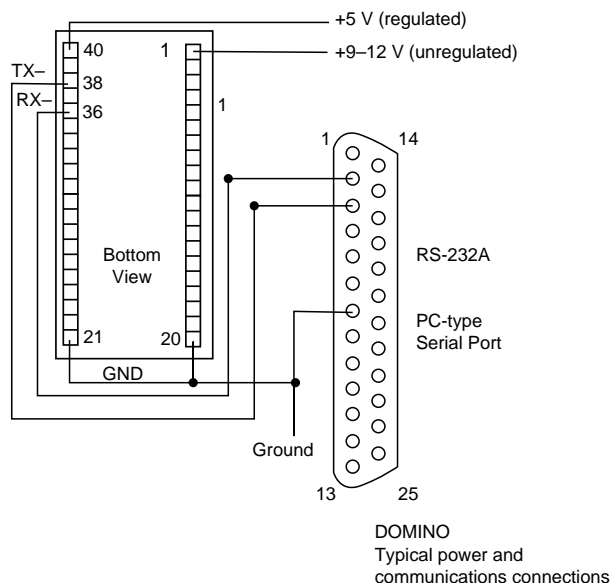 +5 V (regulated)
40
1
+9–12 V (unregulated)
TX–
38
RX–
36
1
1
14
Bottom
View
RS-232A
PC-type
Serial Port
21
20
GND
Ground
13
25
DOMINO
Typical power and
communications connections